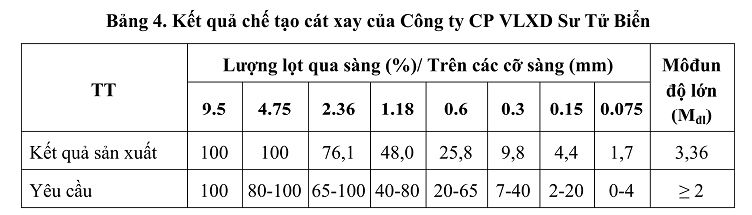 Bảng 4. Kết quả chế tạo cát xay của Công ty CP VLXD Sư Tử Biển
TT Lượng lọt qua sàng (%)/ Trên các cỡ sàng (mm) Môđun độ lớn (Mđl)
9.5 4.75 2.36 1.18 0.6 0.3 0.15 0.075
Kết quả sản xuất 100 100 76,1 48,0 25,8 9,8 4,4 1,7 3,36
Yêu cầu 100 80-100 65-100 40-80 20-65 7-40 2-20 0-4 ≥ 2